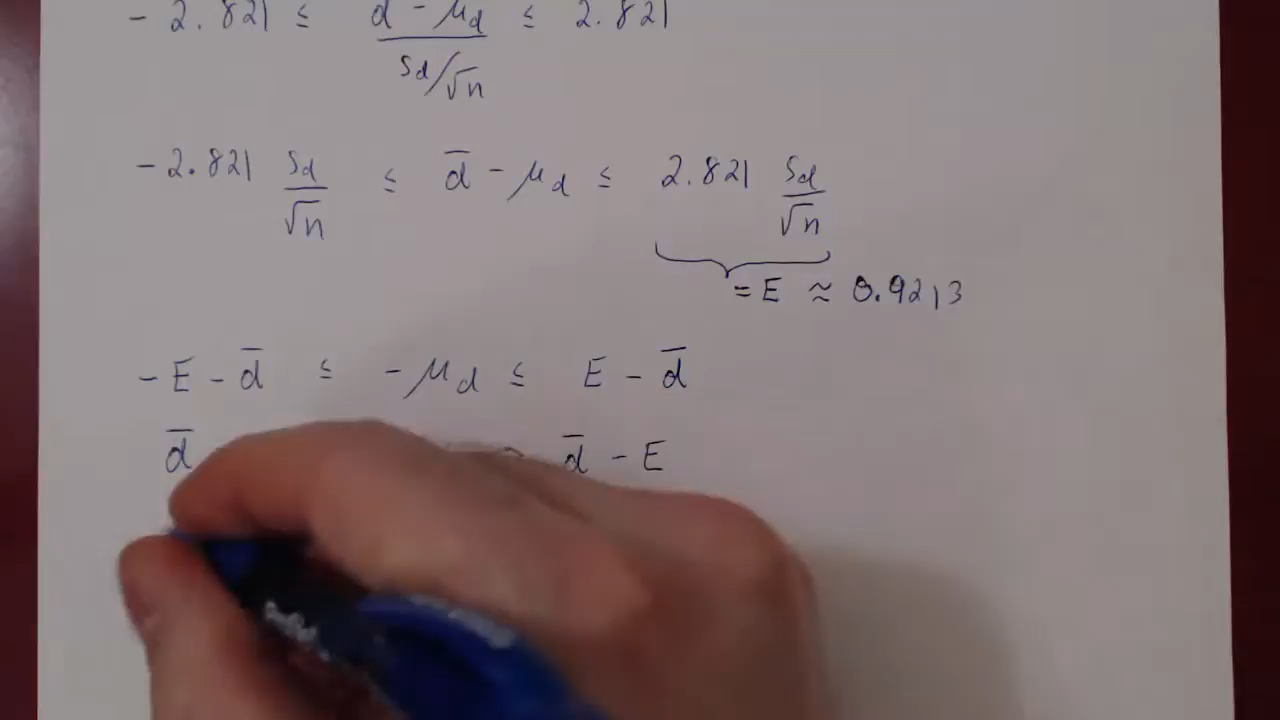 - 2.821 ≤ (d̄ - μd)/(sd/√n) ≤ 2.821
- 2.821 sd/√n ≤ d̄ - μd ≤ 2.821 sd/√n
= E ≈ 0.9213
- E - d̄ ≤ - μd ≤ E - d̄
d̄ d̄ - E